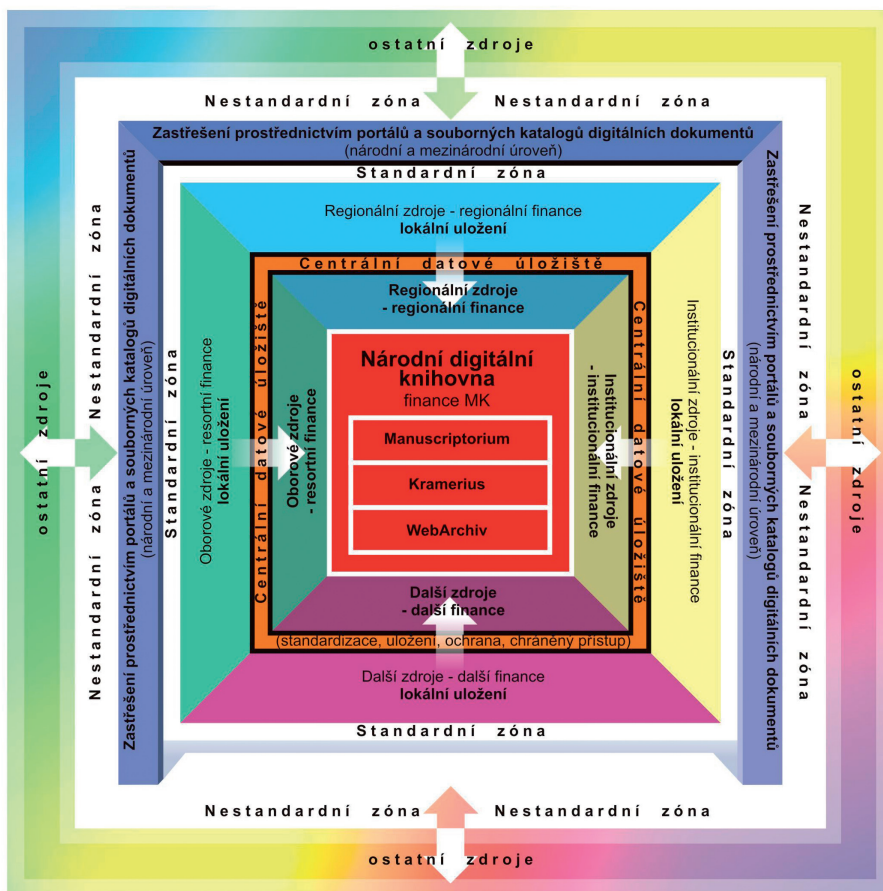 ostatní zdroje
Nestandardní zóna Nestandardní zóna
Zastřešení prostřednictvím portálů a souborných katalogů digitálních dokumentů
(národní a mezinárodní úroveň)
Standardní zóna
Regionální zdroje - regionální finance
lokální uložení
Centrální datové úložiště
Regionální zdroje
- regionální finance
Národní digitální
knihovna
finance MK
Manuscriptorium
Kramerius
WebArchiv
Další zdroje
- další finance
(standardizace, uložení, ochrana, chráněný přístup)
Další zdroje - další finance
lokální uložení
Standardní zóna
Nestandardní zóna Nestandardní zóna
ostatní zdroje
ostatní zdroje
Nestandardní zóna Nestandardní zóna
Zastřešení prostřednictvím portálů a souborných katalogů digitálních dokumentů
(národní a mezinárodní úroveň)
Standardní zóna
Oborové zdroje - resortní finance
lokální uložení
Centrální datové úložiště
Oborové zdroje
- resortní finance
Institucionální zdroje
- institucionální finance
Centrální datové úložiště
Institucionální zdroje - institucionální finance
lokální uložení
Standardní zóna
Zastřešení prostřednictvím portálů a souborných katalogů digitálních dokumentů
(národní a mezinárodní úroveň)
Nestandardní zóna Nestandardní zóna
ostatní zdroje